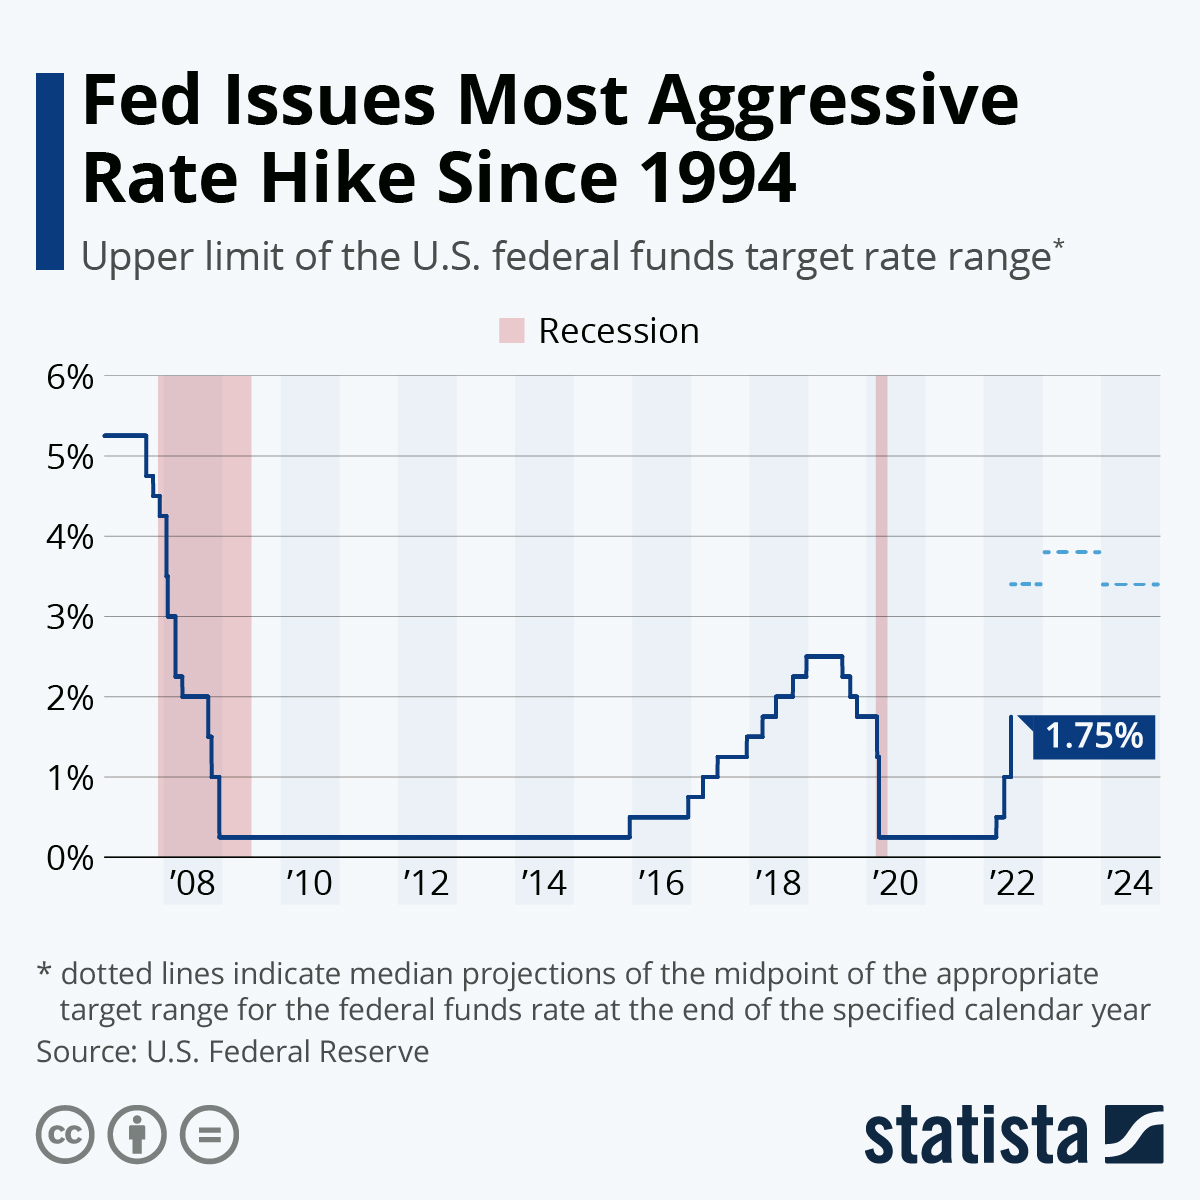 Fed Issues Most Aggressive
Rate Hike Since 1994
Upper limit of the U.S. federal funds target rate range*
Recession
6%
5%
4%
3%
2%
1%
0%
1.75%
’08 ’10 ’12 ’14 ’16 ’18 ’20 ’22 ’24
* dotted lines indicate median projections of the midpoint of the appropriate
target range for the federal funds rate at the end of the specified calendar year
Source: U.S. Federal Reserve
cc
statista